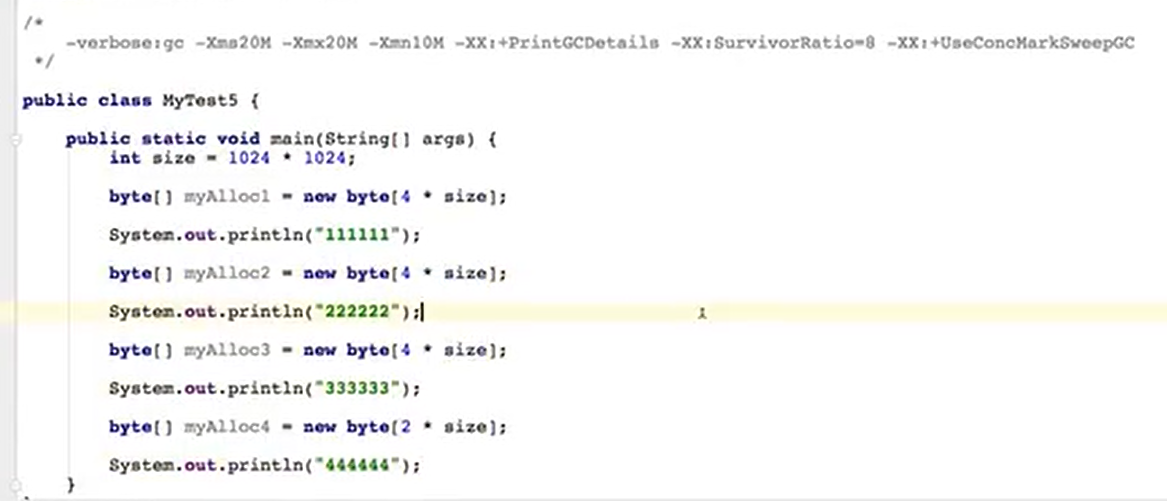 /*
    -verbose:gc -Xms20M -Xmx20M -Xmn10M -XX:+PrintGCDetails -XX:SurvivorRatio=8 -XX:+UseConcMarkSweepGC
 */
public class MyTest5 {
    public static void main(String[] args) {
        int size = 1024 * 1024;
        byte[] myAlloc1 = new byte[4 * size];
        System.out.println("111111");
        byte[] myAlloc2 = new byte[4 * size];
        System.out.println("222222");
        byte[] myAlloc3 = new byte[4 * size];
        System.out.println("333333");
        byte[] myAlloc4 = new byte[2 * size];
        System.out.println("444444");
    }